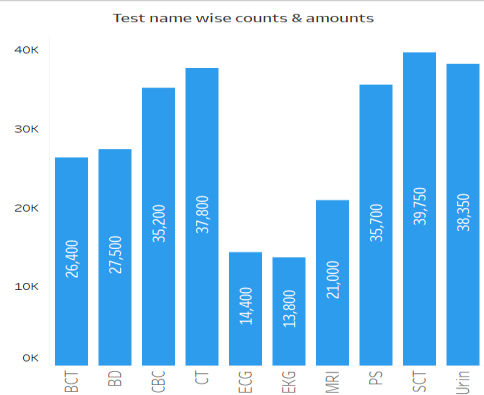 Test name wise counts & amounts
40K
30K
20K
10K
0K
26,400
27,500
35,200
37,800
14,400
13,800
21,000
35,700
39,750
38,350
BCT
BD
CBC
CT
ECG
EKG
MRI
PS
SCT
Urin